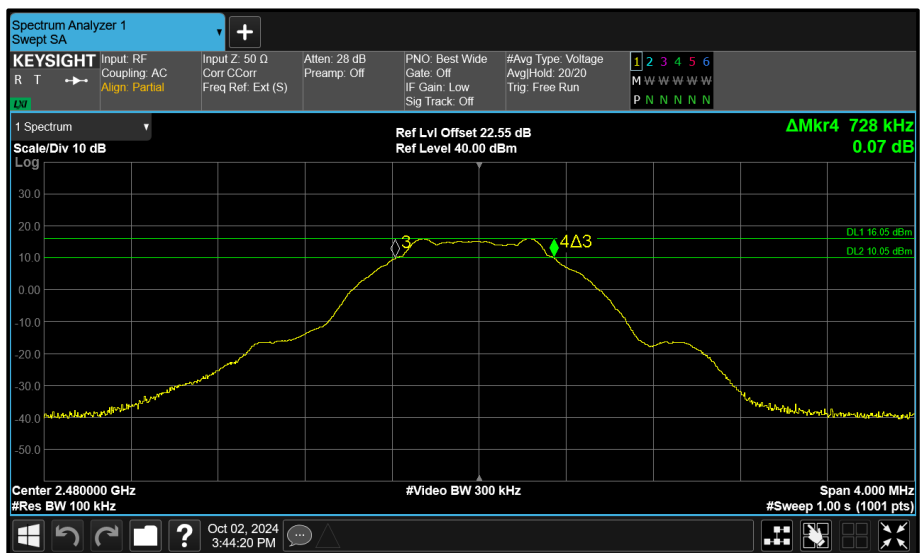 Spectrum Analyzer 1
Swept SA
KEYSIGHT
R T
LXI
Input: RF
Coupling: AC
Align: Partial
Input Z: 50 Ω
Corr CCorr
Freq Ref: Ext (S)
Atten: 28 dB
Preamp: Off
PNO: Best Wide
Gate: Off
IF Gain: Low
Sig Track: Off
#Avg Type: Voltage
Avg|Hold: 20/20
Trig: Free Run
1 2 3 4 5 6
M W W W W W
P N N N N N
1 Spectrum
Scale/Div 10 dB
Log
Ref Lvl Offset 22.55 dB
Ref Level 40.00 dBm
ΔMkr4 728 kHz
0.07 dB
30.0
20.0
10.0
0.00
-10.0
-20.0
-30.0
-40.0
-50.0
3
4Δ3
DL1 16.05 dBm
DL2 10.05 dBm
Center 2.480000 GHz
#Res BW 100 kHz
#Video BW 300 kHz
Span 4.000 MHz
#Sweep 1.00 s (1001 pts)
?
Oct 02, 2024
3:44:20 PM